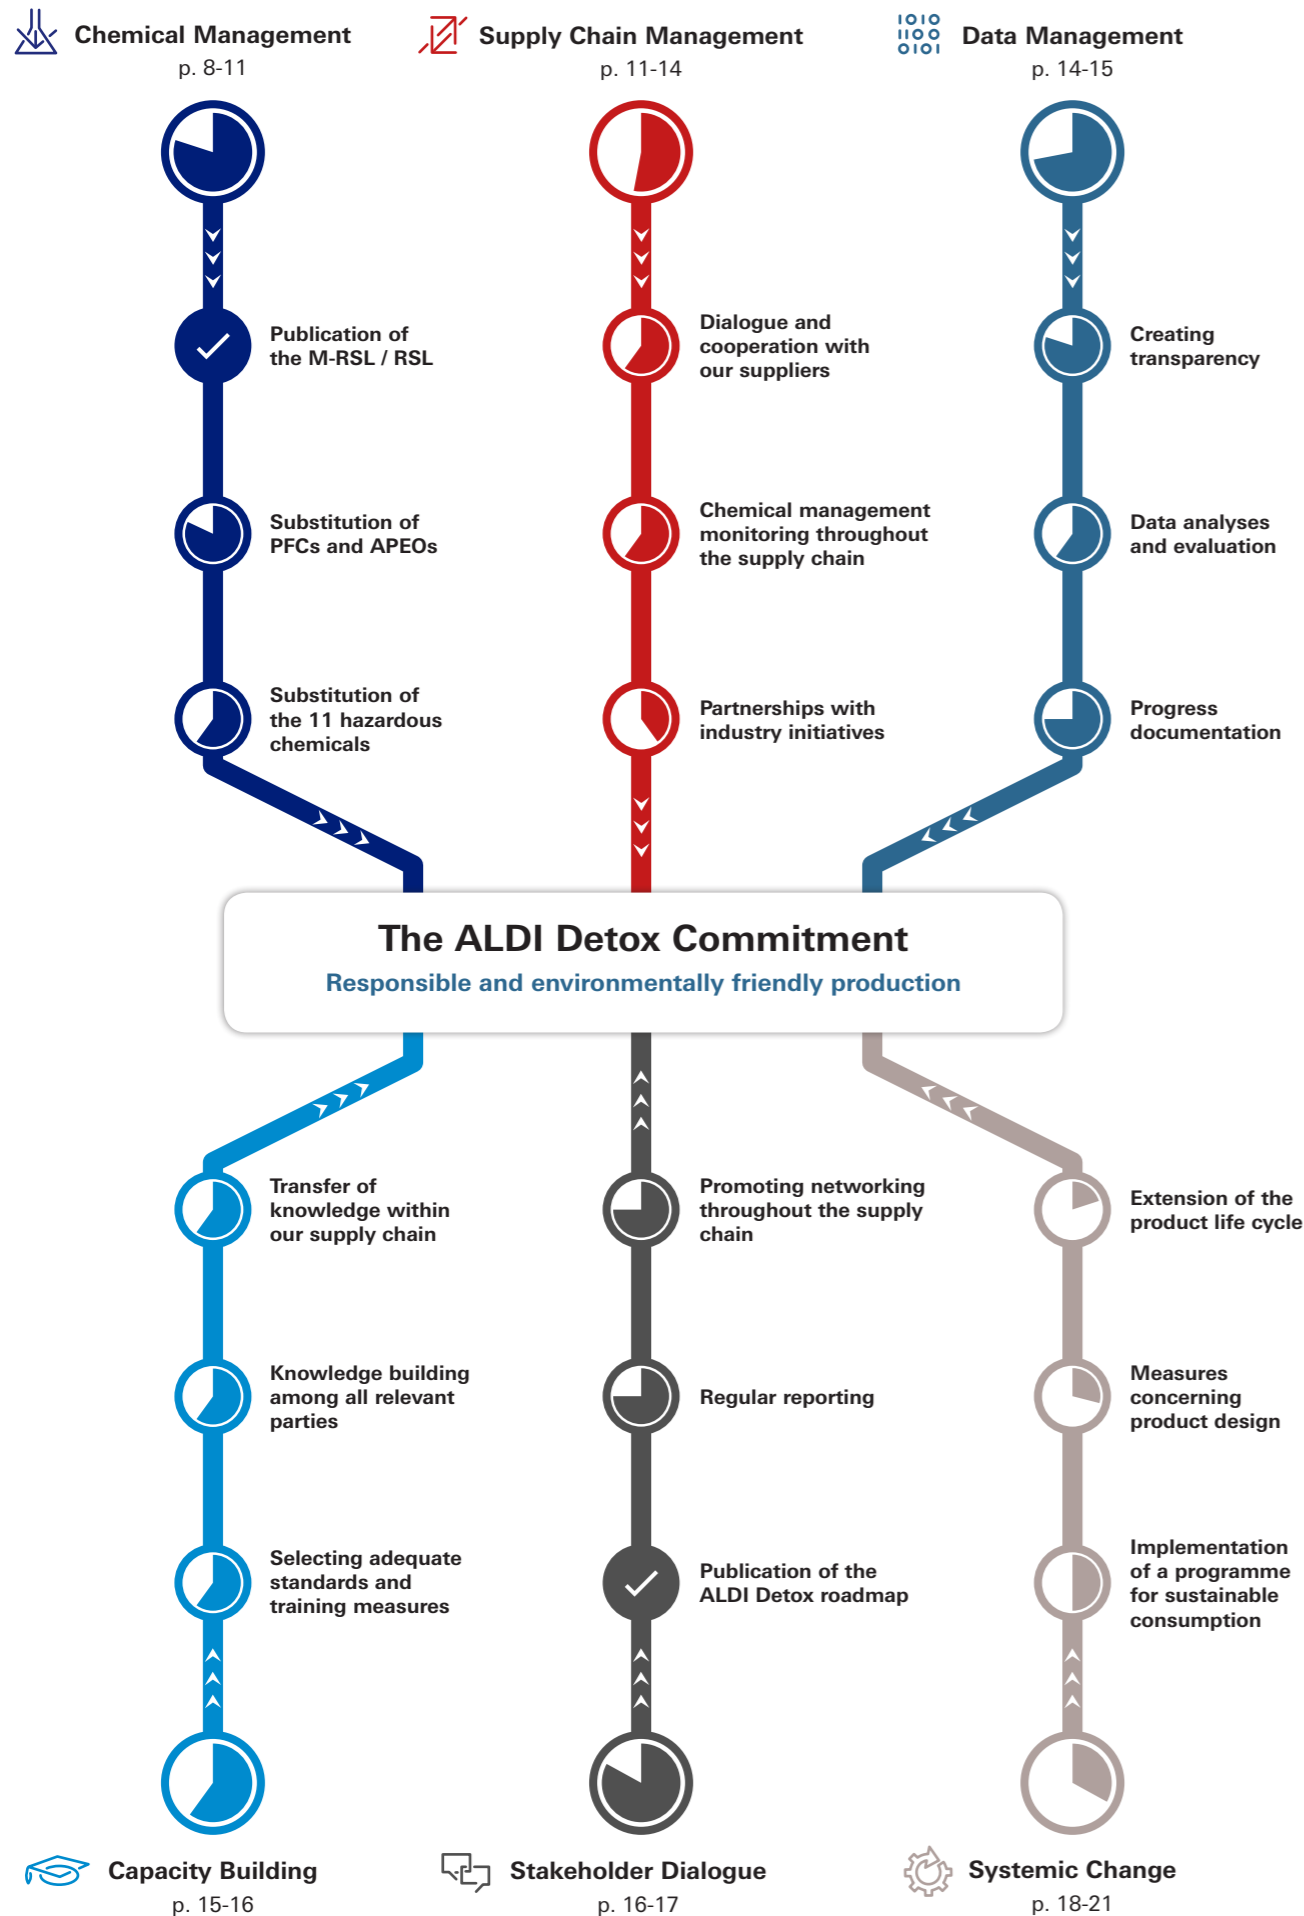 Chemical Management
p. 8-11
Supply Chain Management
p. 11-14
1010
1100
0101
Data Management
p. 14-15
Publication of
the M-RSL / RSL
Dialogue and
cooperation with
our suppliers
Creating
transparency
Substitution of
PFCs and APEOs
Chemical management
monitoring throughout
the supply chain
Data analyses
and evaluation
Substitution of
the 11 hazardous
chemicals
Partnerships with
industry initiatives
Progress
documentation
The ALDI Detox Commitment
Responsible and environmentally friendly production
Transfer of
knowledge within
our supply chain
Promoting networking
throughout the supply
chain
Extension of the
product life cycle
Knowledge building
among all relevant
parties
Regular reporting
Measures
concerning
product design
Selecting adequate
standards and
training measures
Publication of the
ALDI Detox roadmap
Implementation
of a programme
for sustainable
consumption
Capacity Building
p. 15-16
Stakeholder Dialogue
p. 16-17
Systemic Change
p. 18-21